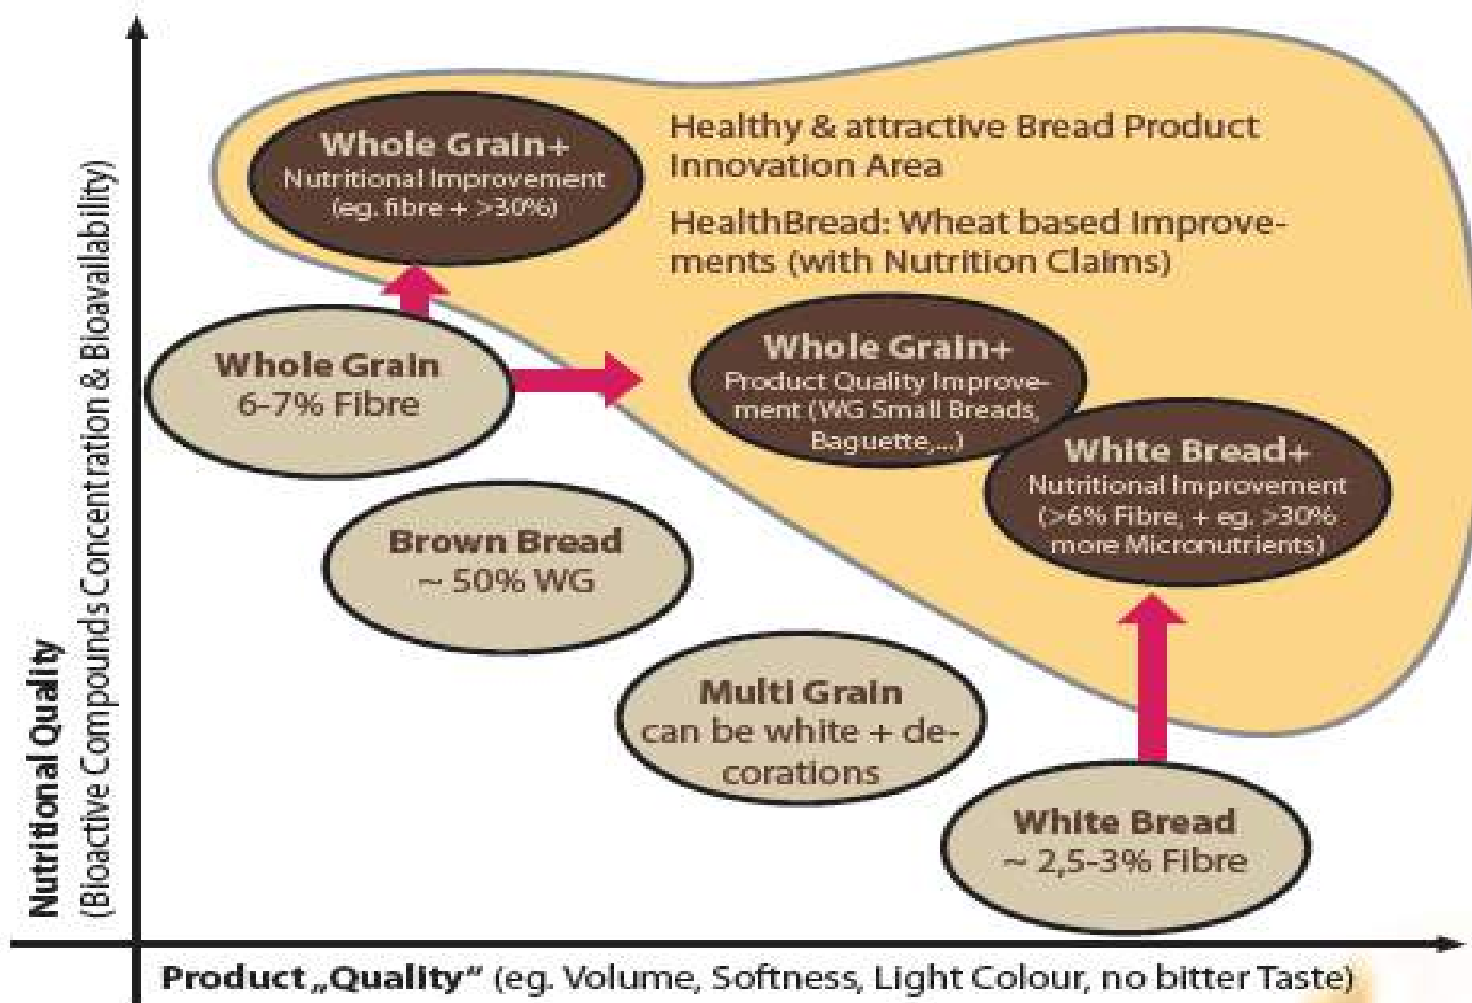 Nutritional Quality
(Bioactive Compounds Concentration & Bioavailability)
Whole Grain+
Nutritional Improvement
(eg. fibre + >30%)
Healthy & attractive Bread Product
Innovation Area
HealthBread: Wheat based Improve-
ments (with Nutrition Claims)
Whole Grain
6-7% Fibre
Whole Grain+
Product Quality Improve-
ment (WG Small Breads,
Baguette,...)
White Bread+
Nutritional Improvement
(>6% Fibre, + eg. >30%
more Micronutrients)
Brown Bread
~ 50% WG
Multi Grain
can be white + de-
corations
White Bread
~ 2,5-3% Fibre
Product „Quality“ (eg. Volume, Softness, Light Colour, no bitter Taste)